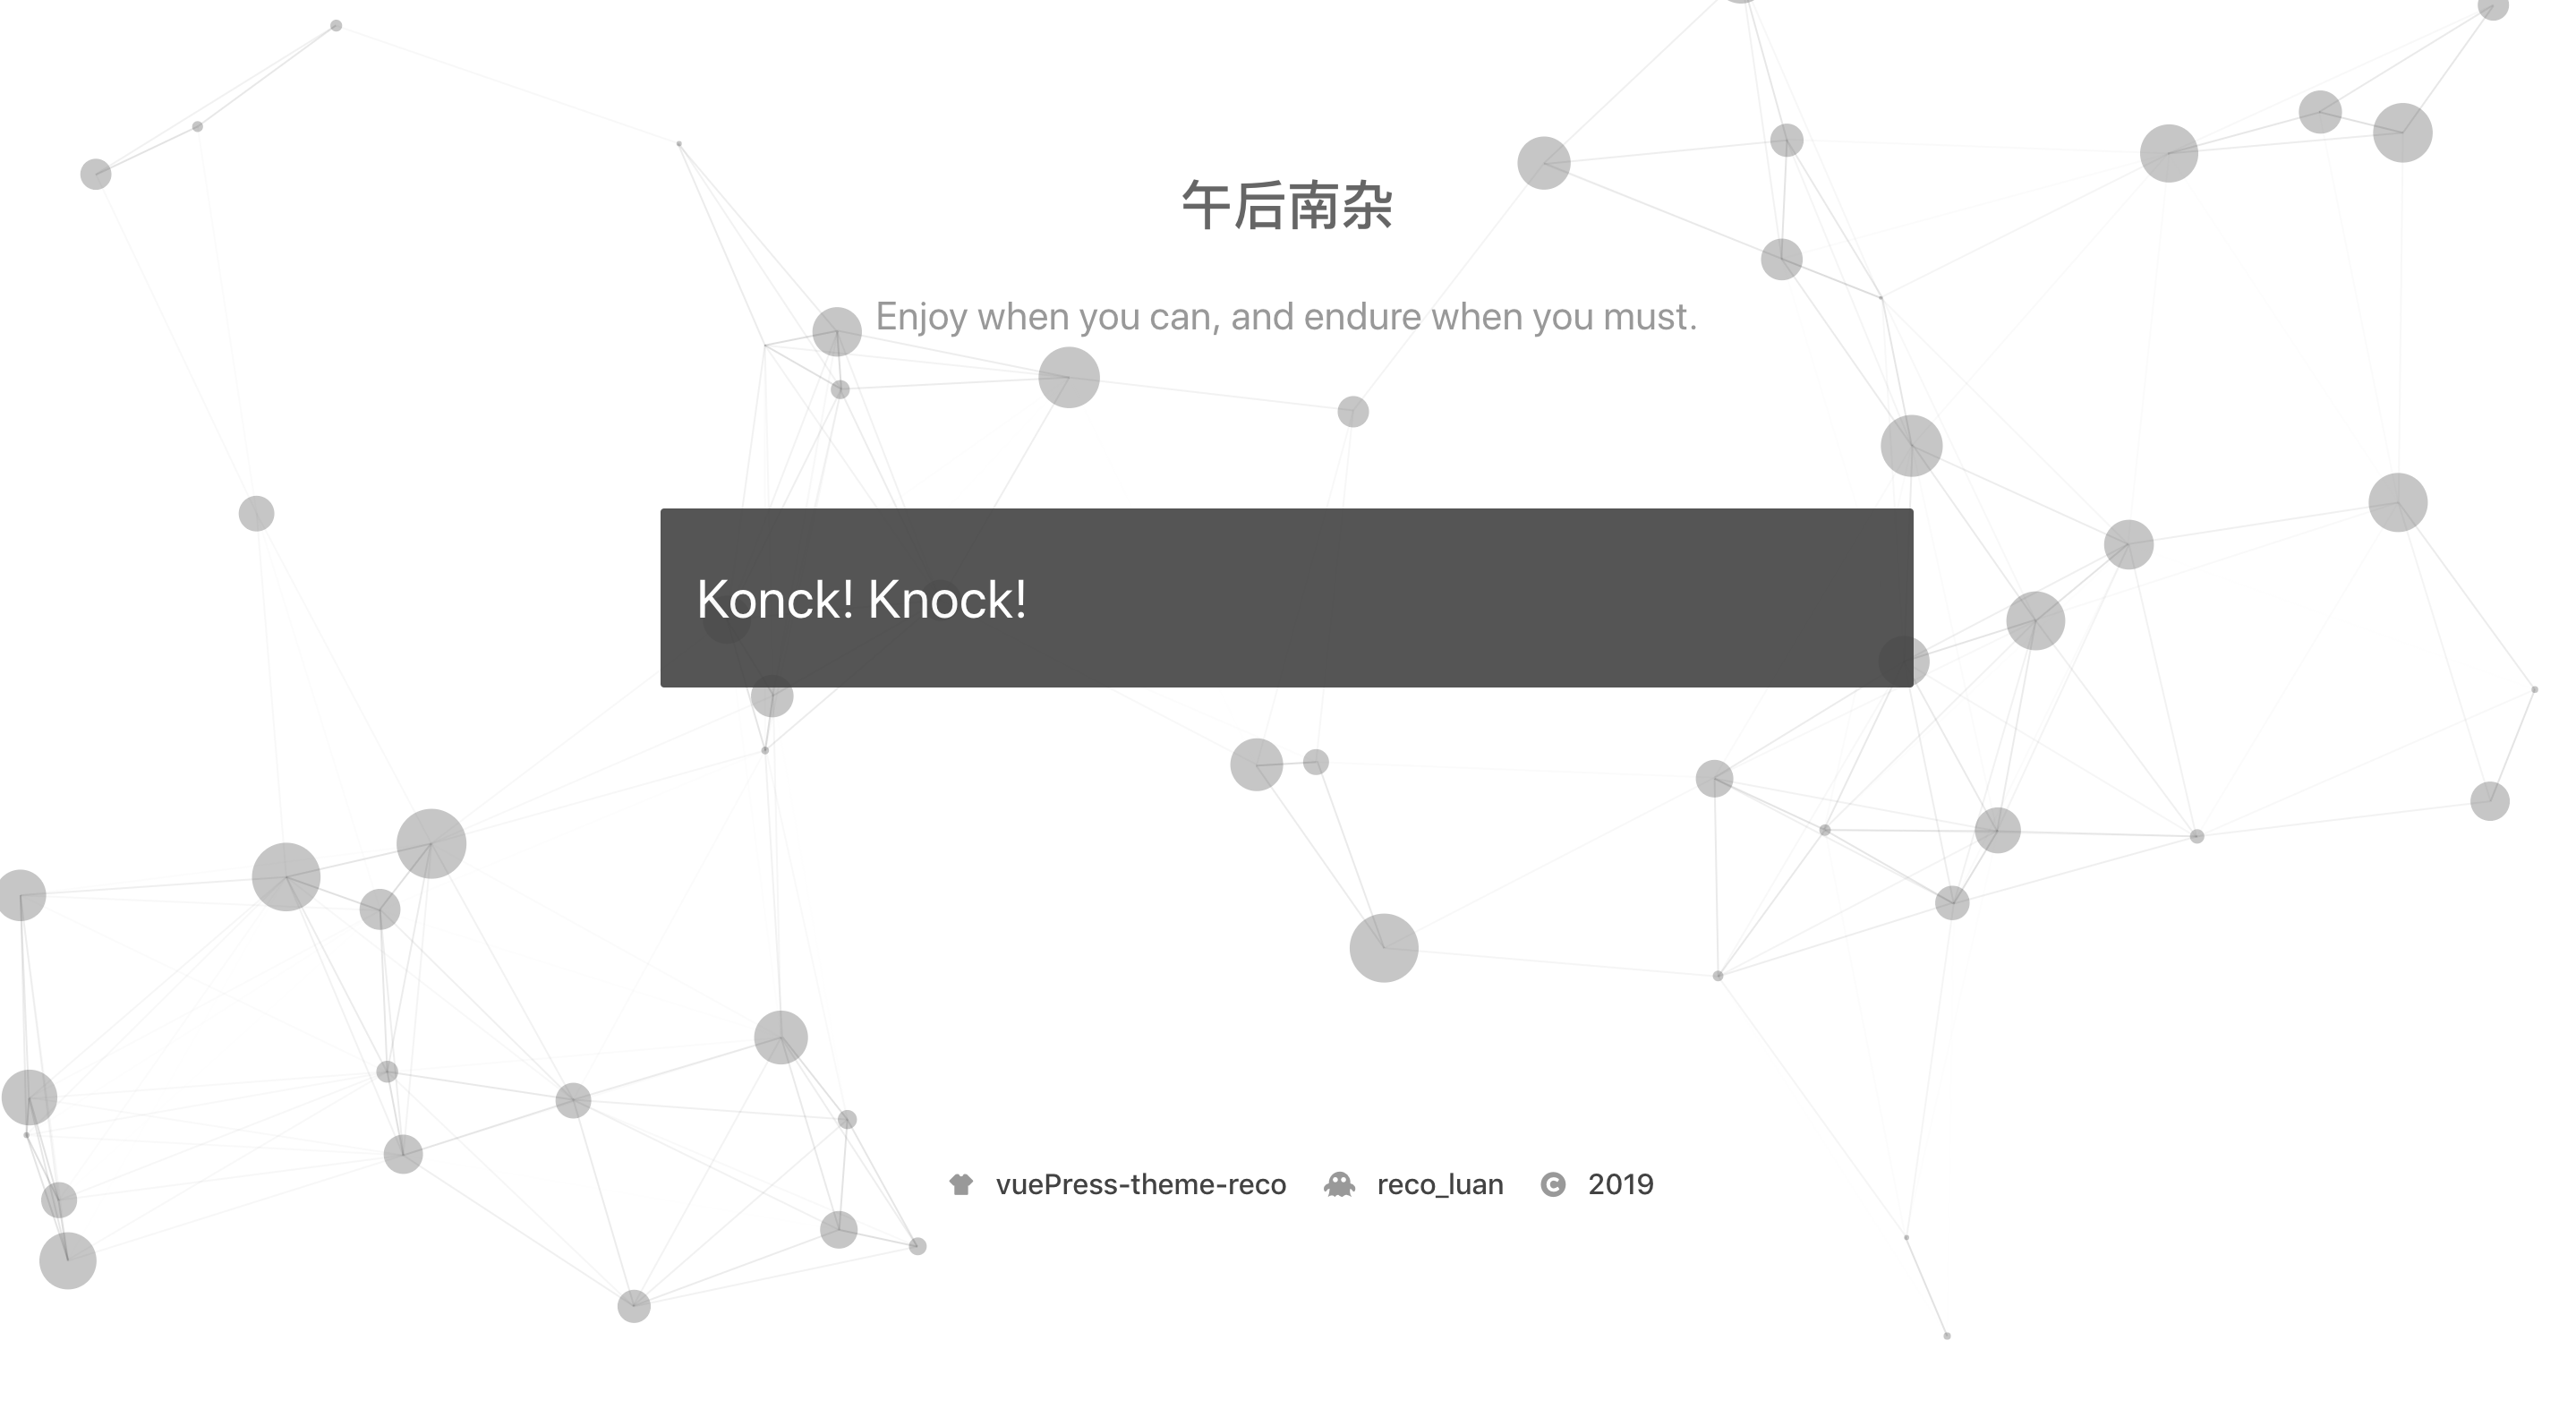 午后南杂
Enjoy when you can, and endure when you must.
Konck! Knock!
vuePress-theme-reco reco_luan © 2019